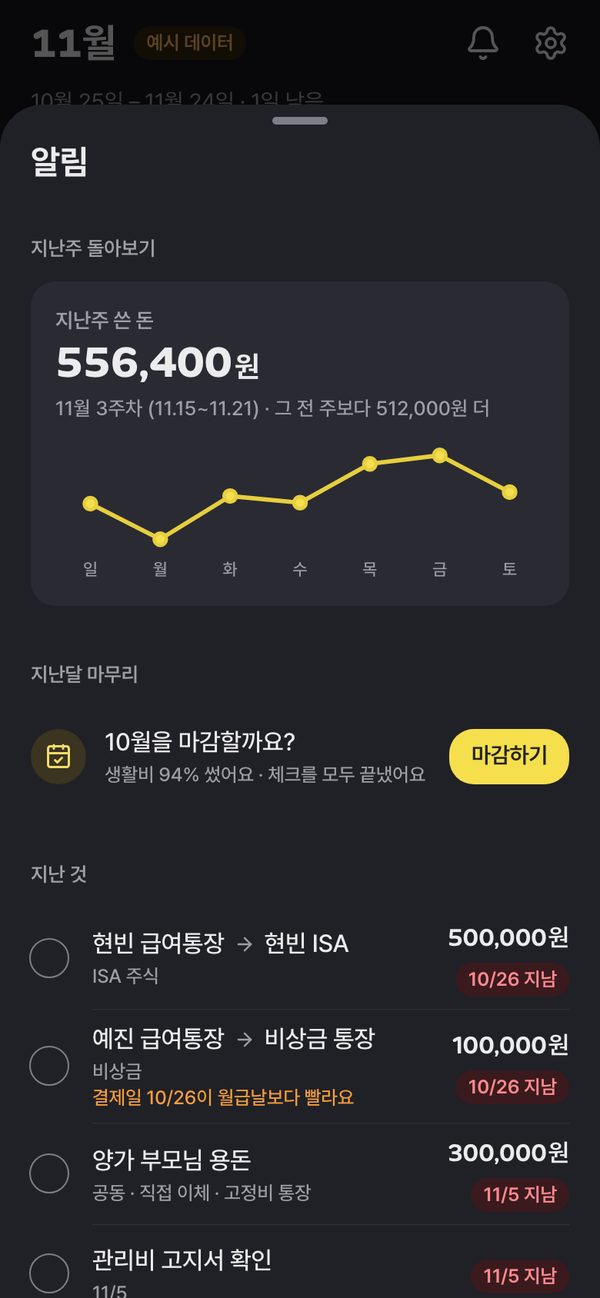 11월 예시 데이터
10월 25일 – 11월 24일 · 1일 남음
알림
지난주 돌아보기
지난주 쓴 돈
556,400원
11월 3주차 (11.15~11.21) · 그 전 주보다 512,000원 더
일 월 화 수 목 금 토
지난달 마무리
10월을 마감할까요?
생활비 94% 썼어요 · 체크를 모두 끝냈어요
마감하기
지난 것
현빈 급여통장 → 현빈 ISA
ISA 주식
500,000원
10/26 지남
예진 급여통장 → 비상금 통장
비상금
결제일 10/26이 월급날보다 빨라요
100,000원
10/26 지남
양가 부모님 용돈
공동 · 직접 이체 · 고정비 통장
300,000원
11/5 지남
관리비 고지서 확인
11/5
11/5 지남